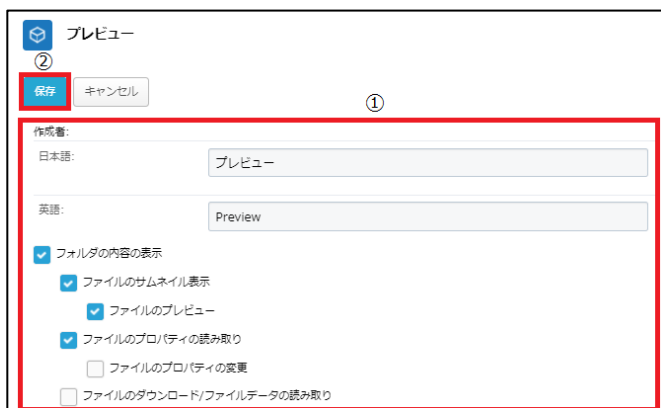 プレビュー
②
保存 キャンセル
①
作成者:
日本語: プレビュー
英語: Preview
フォルダの内容の表示
ファイルのサムネイル表示
ファイルのプレビュー
ファイルのプロパティの読み取り
ファイルのプロパティの変更
ファイルのダウンロード/ファイルデータの読み取り